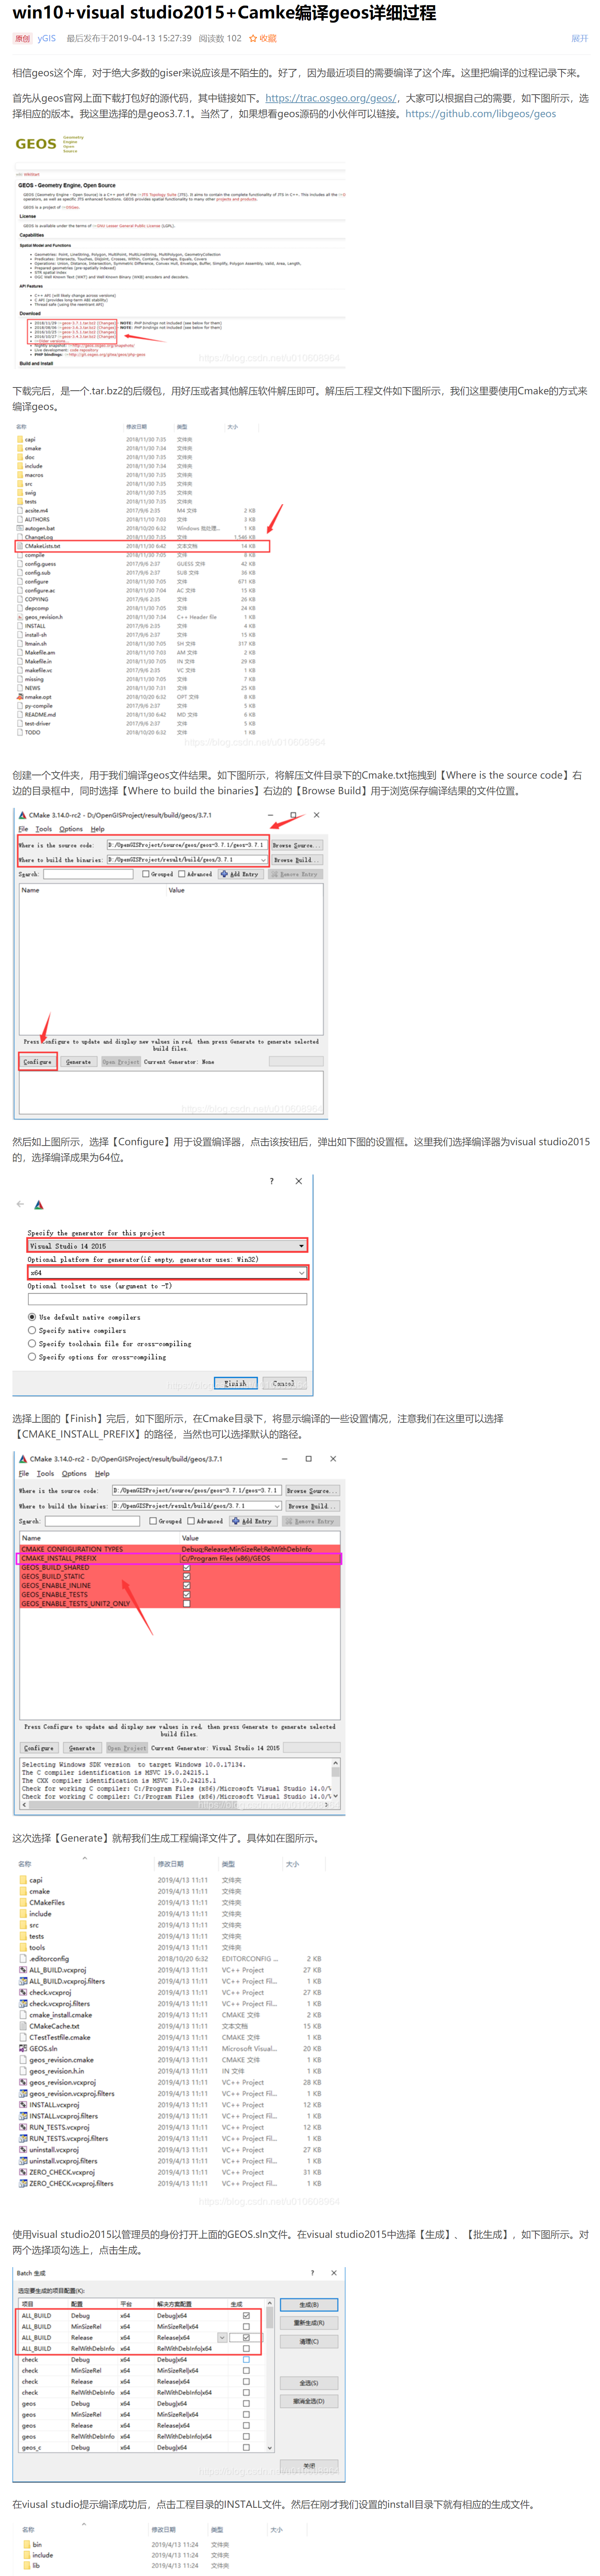 win10+visual studio2015+Camke编译geos详细过程
原创 yGIS 最后发布于2019-04-13 15:27:39 阅读数 102 收藏 展开
相信geos这个库，对于绝大多数的giser来说应该是不陌生的。好了，因为最近项目的需要编译了这个库。这里把编译的过程记录下来。
首先从geos官网上面下载打包好的源代码，其中链接如下。https://trac.osgeo.org/geos/，大家可以根据自己的需要，如下图所示，选
择相应的版本。我这里选择的是geos3.7.1。当然了，如果想看geos源码的小伙伴可以链接。https://github.com/libgeos/geos
GEOS Geometry Engine Open Source
GEOS - Geometry Engine, Open Source
License
Capabilities
Spatial Model and Functions
API Features
C++ API (will likely change across versions)
C API (provides long-term ABI stability)
Thread safe (using the reentrant API)
Download
Build and Install
下载完后，是一个.tar.bz2的后缀包，用好压或者其他解压软件解压即可。解压后工程文件如下图所示，我们这里要使用Cmake的方式来
编译geos。
名称 修改日期 类型 大小
capi 2018/11/30 7:35 文件夹
cmake 2018/11/30 7:34 文件夹
doc 2018/11/30 7:35 文件夹
include 2018/11/30 7:34 文件夹
macros 2018/11/30 7:35 文件夹
src 2018/11/30 7:35 文件夹
swig 2018/11/30 7:35 文件夹
tests 2018/11/30 7:35 文件夹
acsite.m4 2017/9/6 2:37 M4 文件 2 KB
AUTHORS 2018/11/10 7:03 文件 3 KB
autogen.bat 2018/10/20 6:32 Windows 批处理... 1 KB
ChangeLog 2018/11/30 7:35 文件 1,546 KB
CMakeLists.txt 2018/11/30 6:42 文本文档 14 KB
compile 2018/11/30 7:05 文件 8 KB
config.guess 2017/9/6 2:37 GUESS 文件 42 KB
config.sub 2017/9/6 2:37 SUB 文件 36 KB
configure 2018/11/30 7:05 文件 671 KB
configure.ac 2018/11/30 7:04 AC 文件 15 KB
COPYING 2017/9/6 2:35 文件 26 KB
depcomp 2018/11/30 7:05 文件 24 KB
geos_revision.h 2018/11/30 7:34 C++ Header file 1 KB
INSTALL 2017/9/6 2:35 文件 4 KB
install-sh 2017/9/6 2:37 文件 15 KB
ltmain.sh 2018/11/30 7:05 SH 文件 317 KB
Makefile.am 2018/11/10 7:03 AM 文件 2 KB
Makefile.in 2018/11/30 7:05 IN 文件 29 KB
makefile.vc 2017/9/6 2:35 VC 文件 1 KB
missing 2018/11/30 7:05 文件 7 KB
NEWS 2018/11/30 7:31 文件 25 KB
nmake.opt 2018/10/20 6:32 OPT 文件 8 KB
py-compile 2017/9/6 2:37 文件 5 KB
README.md 2018/11/30 6:42 MD 文件 6 KB
test-driver 2017/9/6 2:37 文件 5 KB
TODO 2018/10/20 6:32 文件 1 KB
创建一个文件夹，用于我们编译geos文件结果。如下图所示，将解压文件目录下的Cmake.txt拖拽到【Where is the source code】右
边的目录框中，同时选择【Where to build the binaries】右边的【Browse Build】用于浏览保存编译结果的文件位置。
CMake 3.14.0-rc2 - D:/OpenGISProject/result/build/geos/3.7.1
File Tools Options Help
Where is the source code: D:/OpenGISProject/source/geos/geos-3.7.1/geos-3.7.1 Browse Source...
Where to build the binaries: D:/OpenGISProject/result/build/geos/3.7.1 Browse Build...
Search: Grouped Advanced Add Entry Remove Entry
Name Value
Press Configure to update and display new values in red, then press Generate to generate selected
build files.
Configure Generate Open Project Current Generator: None
然后如上图所示，选择【Configure】用于设置编译器，点击该按钮后，弹出如下图的设置框。这里我们选择编译器为visual studio2015
的，选择编译成果为64位。
Specify the generator for this project
Visual Studio 14 2015
Optional platform for generator(if empty, generator uses: Win32)
x64
Optional toolset to use (argument to -T)
Use default native compilers
Specify native compilers
Specify toolchain file for cross-compiling
Specify options for cross-compiling
Finish Cancel
选择上图的【Finish】完后，如下图所示，在Cmake目录下，将显示编译的一些设置情况，注意我们在这里可以选择
【CMAKE_INSTALL_PREFIX】的路径，当然也可以选择默认的路径。
CMake 3.14.0-rc2 - D:/OpenGISProject/result/build/geos/3.7.1
File Tools Options Help
Where is the source code: D:/OpenGISProject/source/geos/geos-3.7.1/geos-3.7.1 Browse Source...
Where to build the binaries: D:/OpenGISProject/result/build/geos/3.7.1 Browse Build...
Search: Grouped Advanced Add Entry Remove Entry
Name Value
CMAKE_CONFIGURATION_TYPES Debug;Release;MinSizeRel;RelWithDebInfo
CMAKE_INSTALL_PREFIX C:/Program Files (x86)/GEOS
GEOS_BUILD_SHARED
GEOS_BUILD_STATIC
GEOS_ENABLE_INLINE
GEOS_ENABLE_TESTS
GEOS_ENABLE_TESTS_UNIT2_ONLY
Press Configure to update and display new values in red, then press Generate to generate selected
build files.
Configure Generate Open Project Current Generator: Visual Studio 14 2015
Selecting Windows SDK version to target Windows 10.0.17134.
The C compiler identification is MSVC 19.0.24215.1
The CXX compiler identification is MSVC 19.0.24215.1
Check for working C compiler: C:/Program Files (x86)/Microsoft Visual Studio 14.0/V
Check for working C compiler: C:/Program Files (x86)/Microsoft Visual Studio 14.0/V
这次选择【Generate】就帮我们生成工程编译文件了。具体如在图所示。
名称 修改日期 类型 大小
capi 2019/4/13 11:11 文件夹
cmake 2019/4/13 11:11 文件夹
CMakeFiles 2019/4/13 11:11 文件夹
include 2019/4/13 11:11 文件夹
src 2019/4/13 11:11 文件夹
tests 2019/4/13 11:11 文件夹
tools 2019/4/13 11:11 文件夹
.editorconfig 2018/10/20 6:32 EDITORCONFIG ... 2 KB
ALL_BUILD.vcxproj 2019/4/13 11:11 VC++ Project 27 KB
ALL_BUILD.vcxproj.filters 2019/4/13 11:11 VC++ Project Fil... 1 KB
check.vcxproj 2019/4/13 11:11 VC++ Project 27 KB
check.vcxproj.filters 2019/4/13 11:11 VC++ Project Fil... 1 KB
cmake_install.cmake 2019/4/13 11:11 CMAKE 文件 2 KB
CMakeCache.txt 2019/4/13 11:11 文本文档 15 KB
CTestTestfile.cmake 2019/4/13 11:11 CMAKE 文件 1 KB
GEOS.sln 2019/4/13 11:11 Microsoft Visual... 20 KB
geos_revision.cmake 2019/4/13 11:11 CMAKE 文件 1 KB
geos_revision.h.in 2019/4/13 11:11 IN 文件 1 KB
geos_revision.vcxproj 2019/4/13 11:11 VC++ Project 28 KB
geos_revision.vcxproj.filters 2019/4/13 11:11 VC++ Project Fil... 1 KB
INSTALL.vcxproj 2019/4/13 11:11 VC++ Project 12 KB
INSTALL.vcxproj.filters 2019/4/13 11:11 VC++ Project Fil... 1 KB
RUN_TESTS.vcxproj 2019/4/13 11:11 VC++ Project 12 KB
RUN_TESTS.vcxproj.filters 2019/4/13 11:11 VC++ Project Fil... 1 KB
uninstall.vcxproj 2019/4/13 11:11 VC++ Project 27 KB
uninstall.vcxproj.filters 2019/4/13 11:11 VC++ Project Fil... 1 KB
ZERO_CHECK.vcxproj 2019/4/13 11:11 VC++ Project 31 KB
ZERO_CHECK.vcxproj.filters 2019/4/13 11:11 VC++ Project Fil... 1 KB
使用visual studio2015以管理员的身份打开上面的GEOS.sln文件。在visual studio2015中选择【生成】、【批生成】，如下图所示。对
两个选择项勾选上，点击生成。
Batch 生成
选定要生成的项目配置(K):
项目 配置 平台 解决方案配置 生成 生成(B)
ALL_BUILD Debug x64 Debug|x64
ALL_BUILD MinSizeRel x64 MinSizeRel|x64 重新生成(R)
ALL_BUILD Release x64 Release|x64 清理(C)
ALL_BUILD RelWithDebInfo x64 RelWithDebInfo|x64
check Debug x64 Debug|x64
check MinSizeRel x64 MinSizeRel|x64
check Release x64 Release|x64 全选(S)
check RelWithDebInfo x64 RelWithDebInfo|x64
geos Debug x64 Debug|x64 取消全选(D)
geos MinSizeRel x64 MinSizeRel|x64
geos Release x64 Release|x64
geos RelWithDebInfo x64 RelWithDebInfo|x64
geos_c Debug x64 Debug|x64
关闭
在viusal studio提示编译成功后，点击工程目录的INSTALL文件。然后在刚才我们设置的install目录下就有相应的生成文件。
名称 修改日期 类型 大小
bin 2019/4/13 11:24 文件夹
include 2019/4/13 11:24 文件夹
lib 2019/4/13 11:24 文件夹